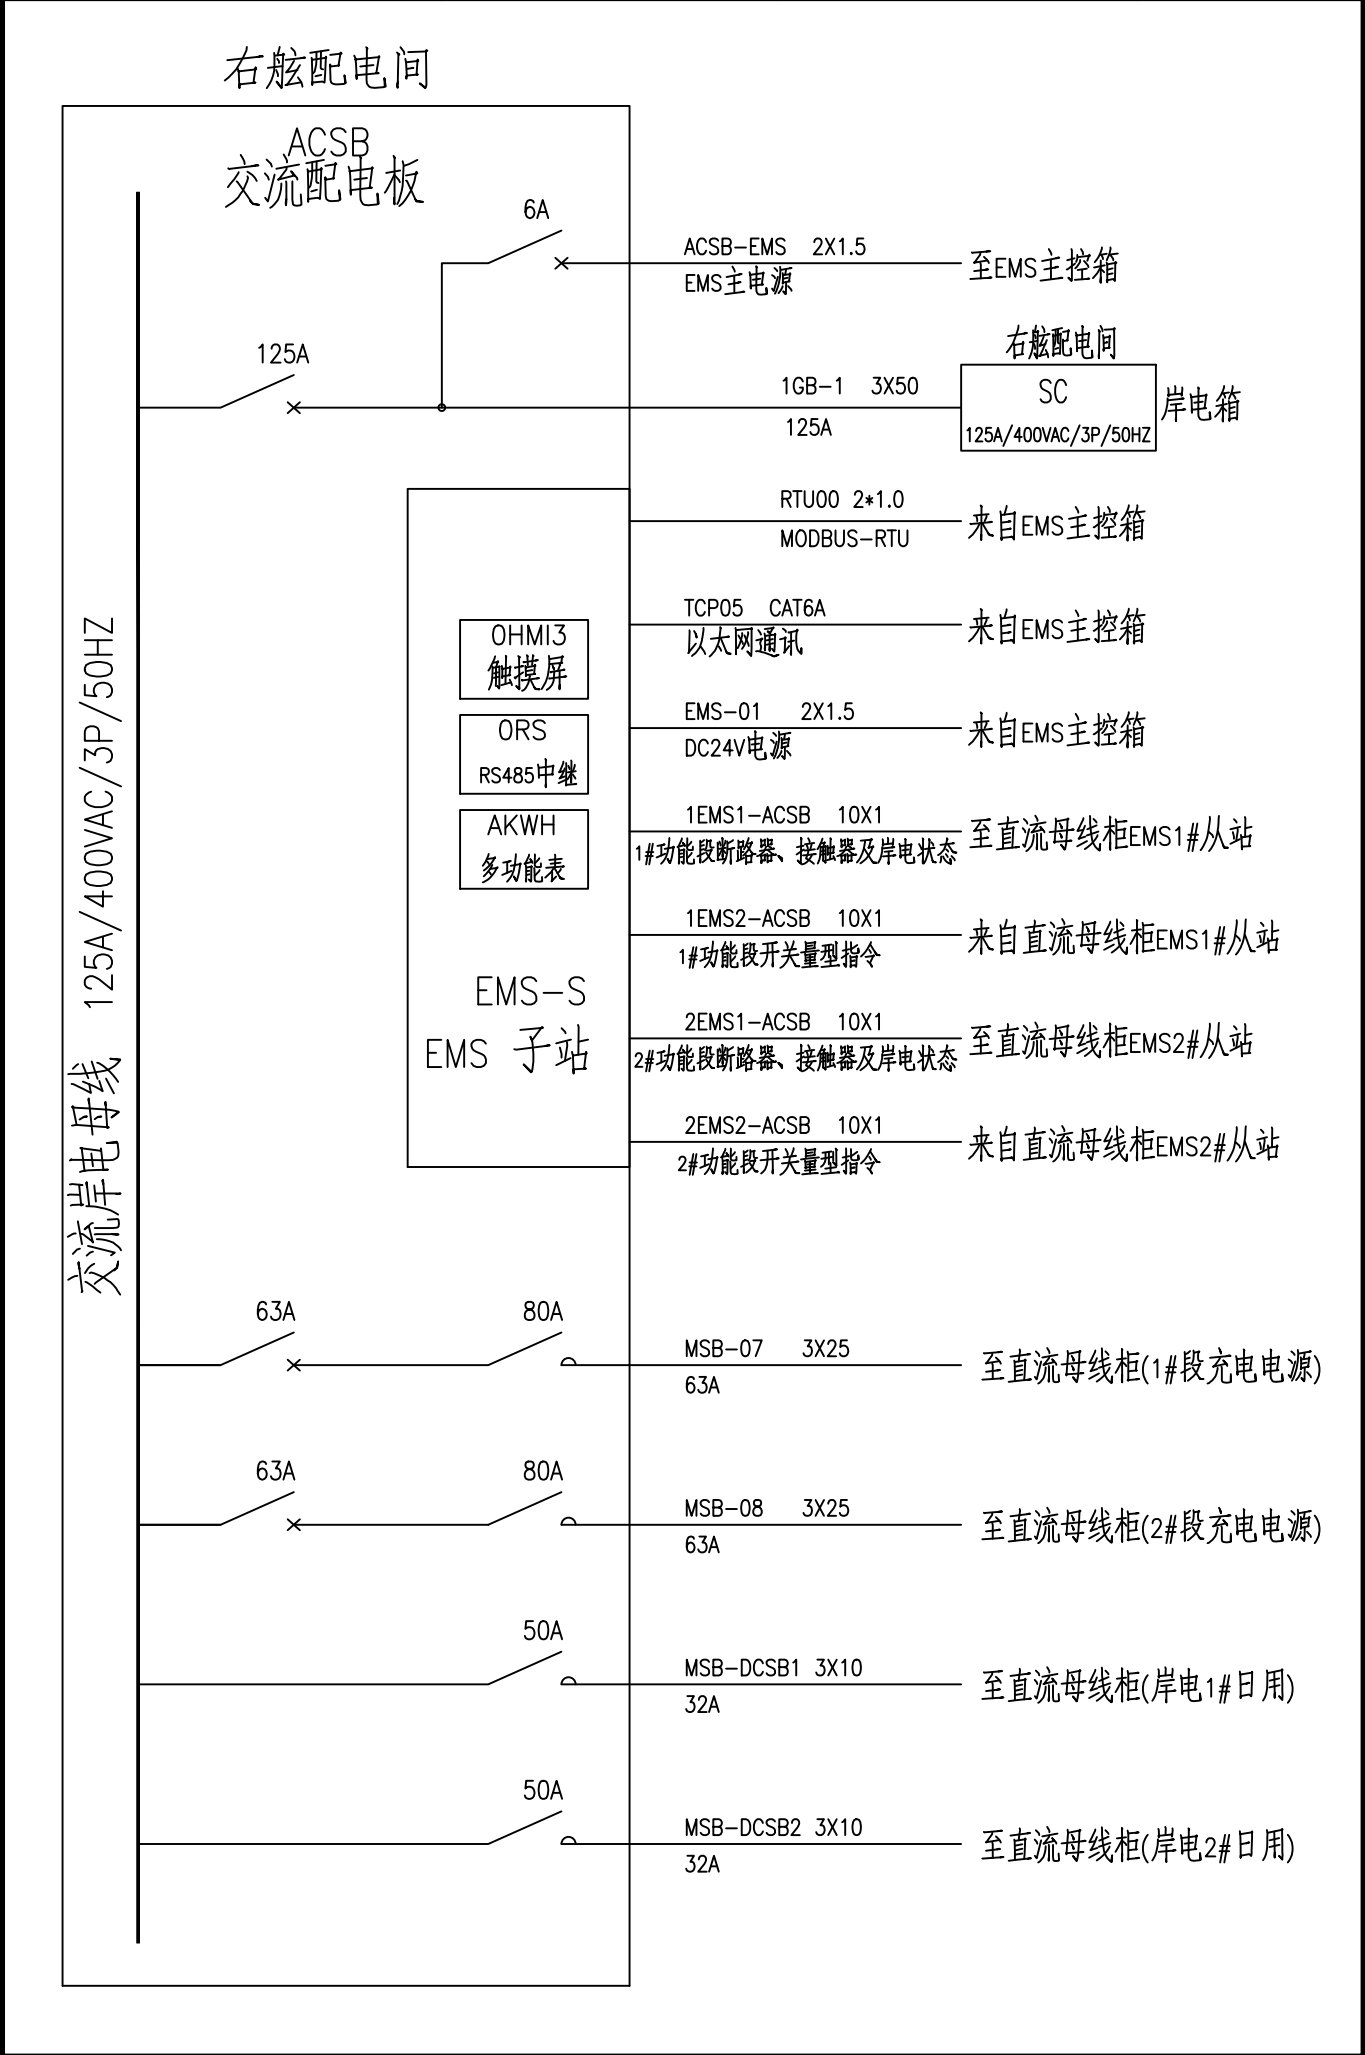 右舷配电间
ACSB
交流配电板
6A
ACSB-EMS 2X1.5
EMS主电源
至EMS主控箱
125A
1GB-1 3X50
125A
右舷配电间
SC
125A/400VAC/3P/50HZ
岸电箱
RTU00 2*1.0
MODBUS-RTU
来自EMS主控箱
TCP05 CAT6A
以太网通讯
来自EMS主控箱
OHMI3
触摸屏
EMS-01 2X1.5
DC24V电源
来自EMS主控箱
ORS
RS485中继
1EMS1-ACSB 10X1
1#功能段断路器、接触器及岸电状态
至直流母线柜EMS1#从站
AKWH
多功能表
1EMS2-ACSB 10X1
1#功能段开关量型指令
来自直流母线柜EMS1#从站
EMS-S
EMS 子站
2EMS1-ACSB 10X1
2#功能段断路器、接触器及岸电状态
至直流母线柜EMS2#从站
2EMS2-ACSB 10X1
2#功能段开关量型指令
来自直流母线柜EMS2#从站
交流岸电母线 125A/400VAC/3P/50HZ
63A
80A
MSB-07 3X25
63A
至直流母线柜(1#段充电电源)
63A
80A
MSB-08 3X25
63A
至直流母线柜(2#段充电电源)
50A
MSB-DCSB1 3X10
32A
至直流母线柜(岸电1#日用)
50A
MSB-DCSB2 3X10
32A
至直流母线柜(岸电2#日用)